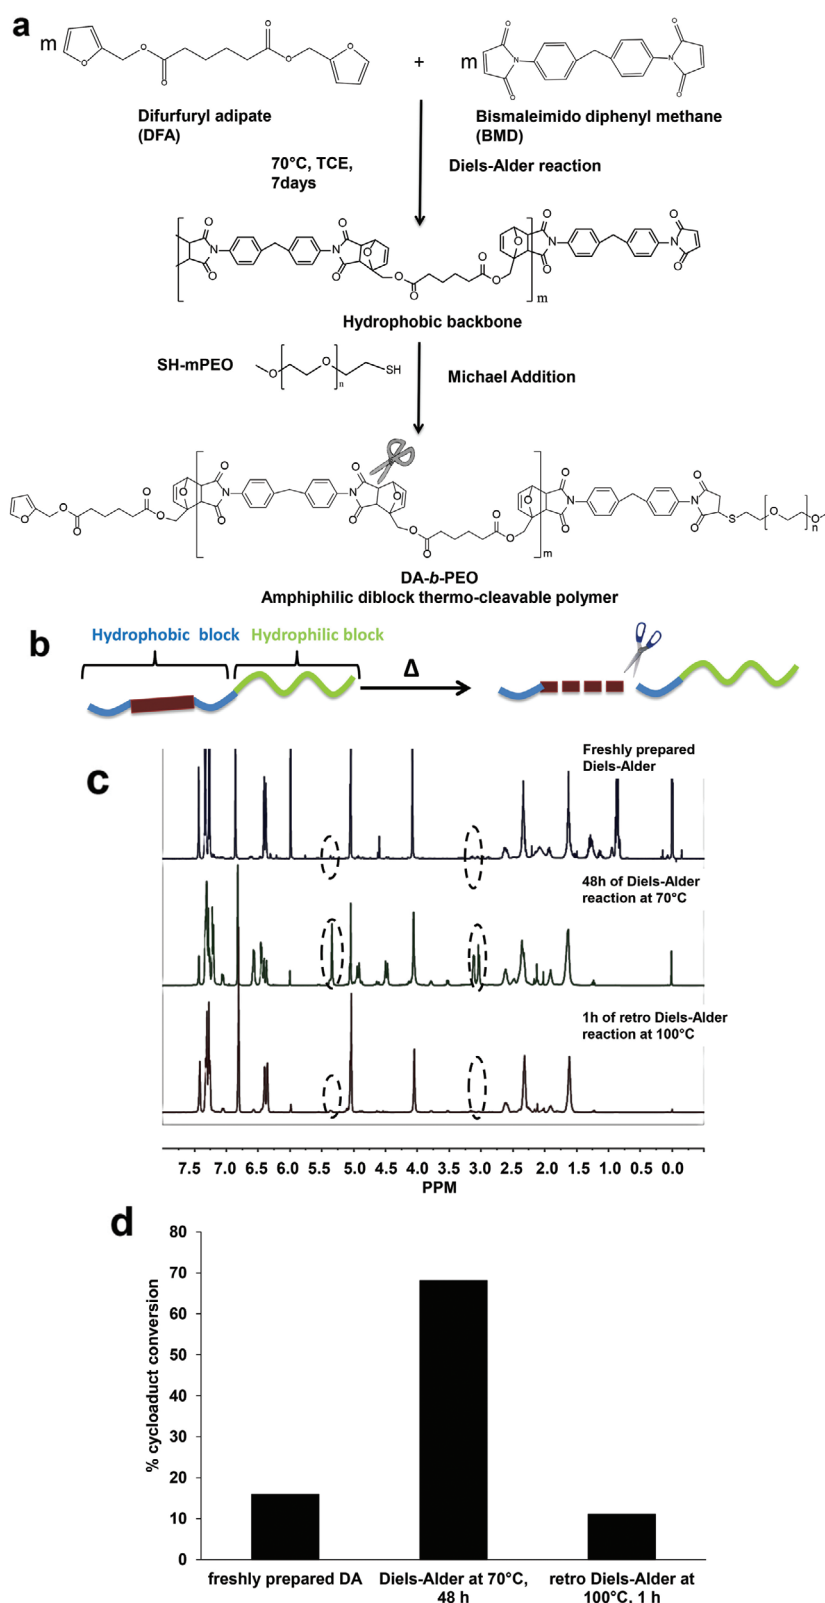 a
m
O
O
O
O
O
O
+
m
O
O
N
N
O
O
Difurfuryl adipate
(DFA)
Bismaleimido diphenyl methane
(BMD)
70°C, TCE,
7days
Diels-Alder reaction
O
N
O
O
N
O
O
O
O
O
O
O
O
N
O
O
N
O
m
Hydrophobic backbone
SH-mPEO
O
O
n
SH
Michael Addition
O
O
O
O
O
O
O
N
O
O
N
O
O
O
O
O
O
O
O
N
O
m
O
N
O
S
O
n
O
DA-b-PEO
Amphiphilic diblock thermo-cleavable polymer
b
Hydrophobic block
Hydrophilic block
Δ
c
Freshly prepared
Diels-Alder
48h of Diels-Alder
reaction at 70°C
1h of retro Diels-Alder
reaction at 100°C
7.5 7.0 6.5 6.0 5.5 5.0 4.5 4.0 3.5 3.0 2.5 2.0 1.5 1.0 0.5 0.0
PPM
d
% cycloaduct conversion
80
70
60
50
40
30
20
10
0
freshly prepared DA
Diels-Alder at 70°C,
48 h
retro Diels-Alder at
100°C, 1 h